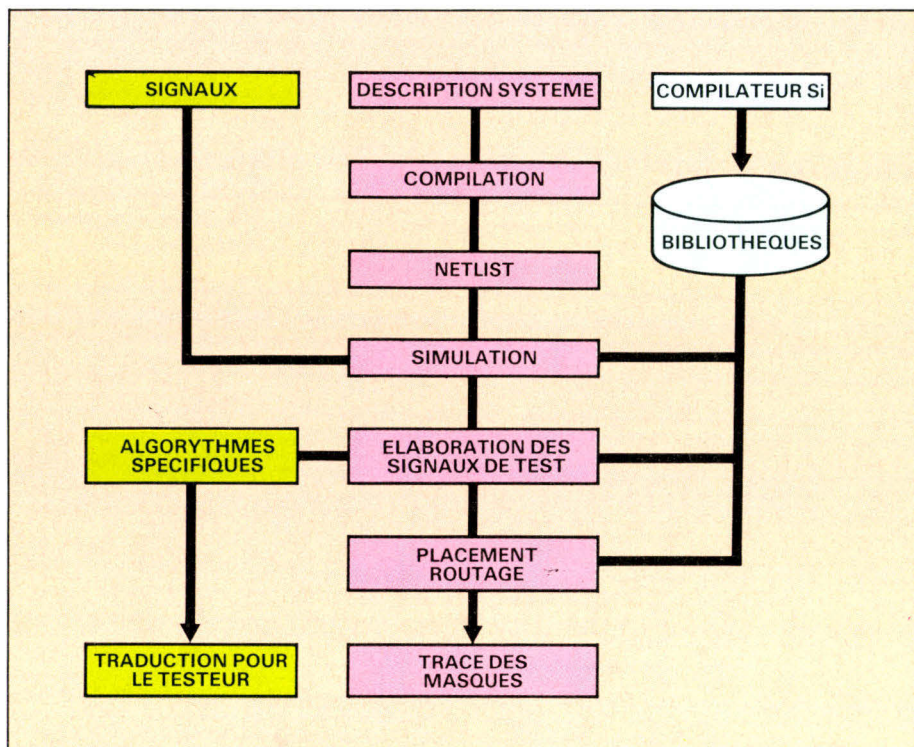 SIGNAUX
DESCRIPTION SYSTEME
COMPILATEUR Si
COMPILATION
BIBLIOTHEQUES
NETLIST
SIMULATION
ALGORYTHMES
SPECIFIQUES
ELABORATION DES
SIGNAUX DE TEST
PLACEMENT
ROUTAGE
TRADUCTION POUR
LE TESTEUR
TRACE DES
MASQUES